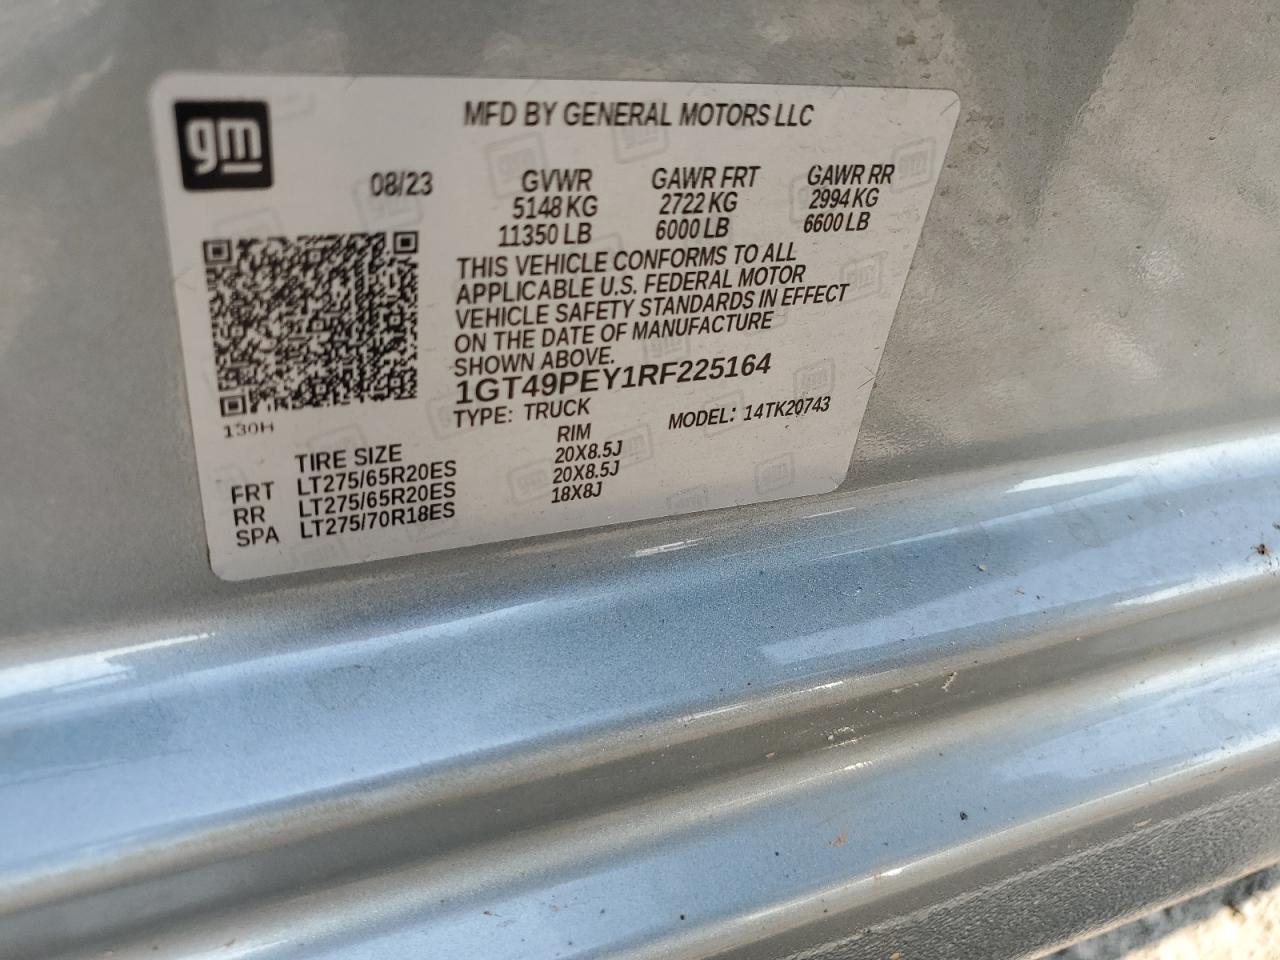 gm
MFD BY GENERAL MOTORS LLC
08/23
GVWR GAWR FRT GAWR RR
5148 KG 2722 KG 2994 KG
11350 LB 6000 LB 6600 LB
THIS VEHICLE CONFORMS TO ALL
APPLICABLE U.S. FEDERAL MOTOR
VEHICLE SAFETY STANDARDS IN EFFECT
ON THE DATE OF MANUFACTURE
SHOWN ABOVE.
1GT49PEY1RF225164
TYPE: TRUCK MODEL: 14TK20743
130H
TIRE SIZE RIM
FRT LT275/65R20ES 20X8.5J
RR LT275/65R20ES 20X8.5J
SPA LT275/70R18ES 18X8J